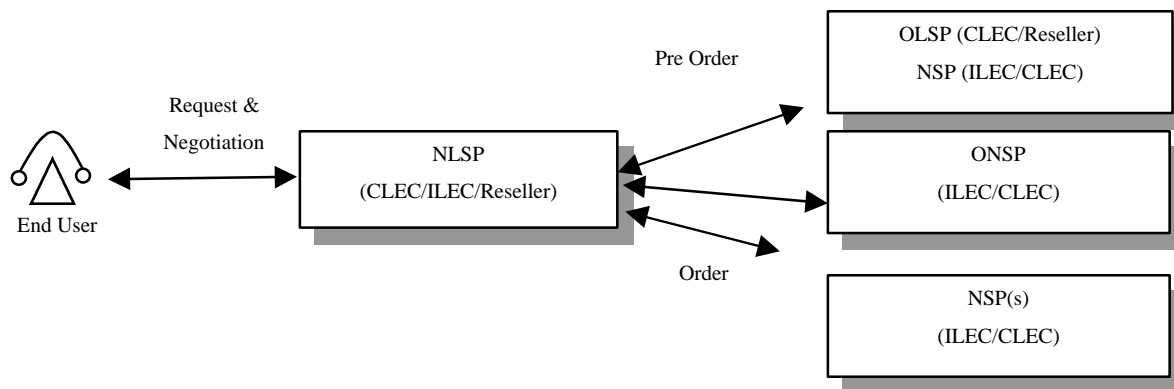 OLSP (CLEC/Reseller)
NSP (ILEC/CLEC)
Pre Order
Request &
Negotiation
NLSP
(CLEC/ILEC/Reseller)
ONSP
(ILEC/CLEC)
End User
Order
NSP(s)
(ILEC/CLEC)